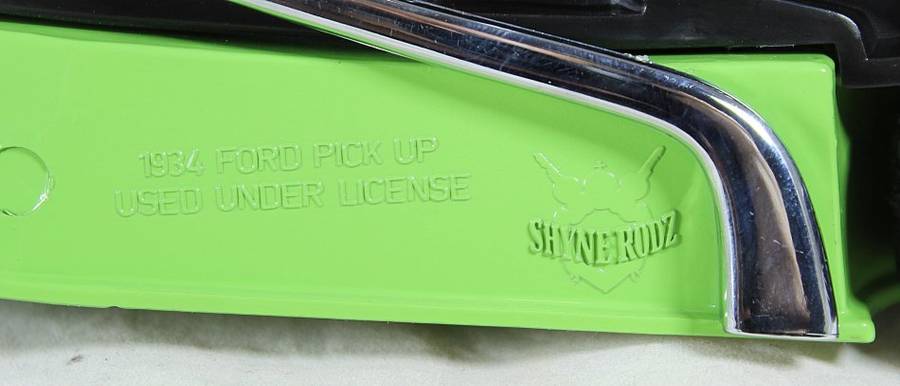 1934 FORD PICK UP
USED UNDER LICENSE
SHYNE RODZ